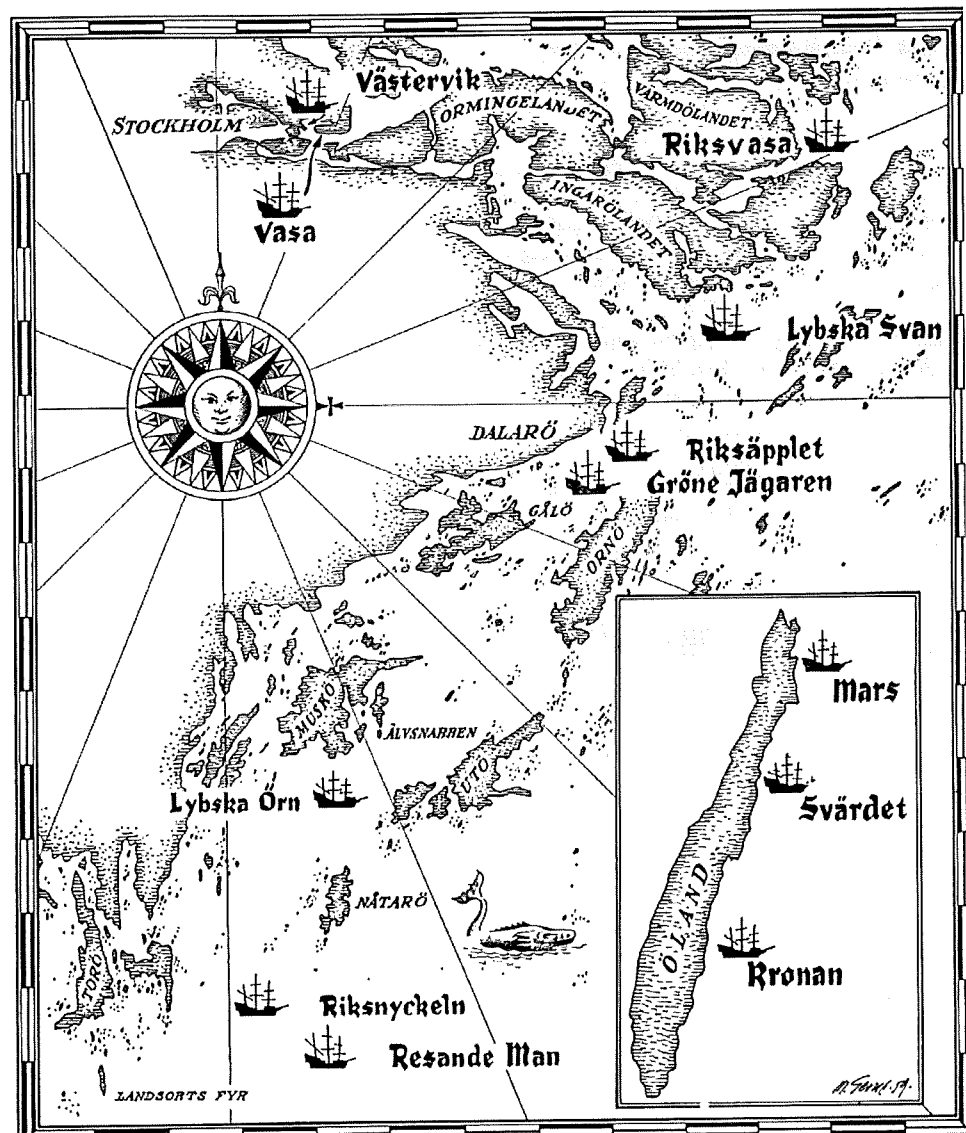 Västervik
STOCKHOLM
ORMINGELANDET
VÄRMDÖLANDET
Riksvasa
Vasa
INGARÖLANDET
Lybska Svan
DALARÖ
Riksäpplet
Gröne Jägaren
GÅLÖ
ORNÖ
MUSKÖ
ÄLVSNABBEN
Mars
UTÖ
Lybska Örn
Svärdet
ÖLAND
NÅTARÖ
TORÖ
Kronan
Riksnyckeln
Resande Man
LANDSORTS FYR